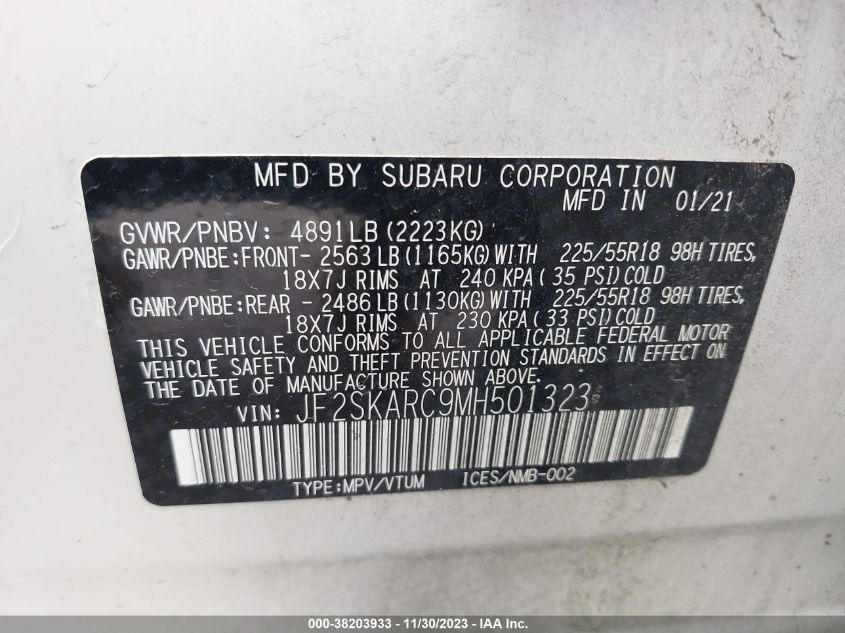 MFD BY SUBARU CORPORATION
MFD IN 01/21
GVWR/PNBV: 4891LB(2223KG)
GAWR/PNBE:FRONT- 2563LB(1165KG)WITH 225/55R18 98H TIRES,
18X7J RIMS AT 240 KPA(35 PSI)COLD
GAWR/PNBE:REAR - 2486LB(1130KG)WITH 225/55R18 98H TIRES,
18X7J RIMS AT 230 KPA(33 PSI)COLD
THIS VEHICLE CONFORMS TO ALL APPLICABLE FEDERAL MOTOR
VEHICLE SAFETY AND THEFT PREVENTION STANDARDS IN EFFECT ON
THE DATE OF MANUFACTURE SHOWN ABOVE.
VIN: JF2SKARC9MH501323
TYPE:MPV/VTUM ICES/NMB-002
000-38203933 - 11/30/2023 - IAA Inc.